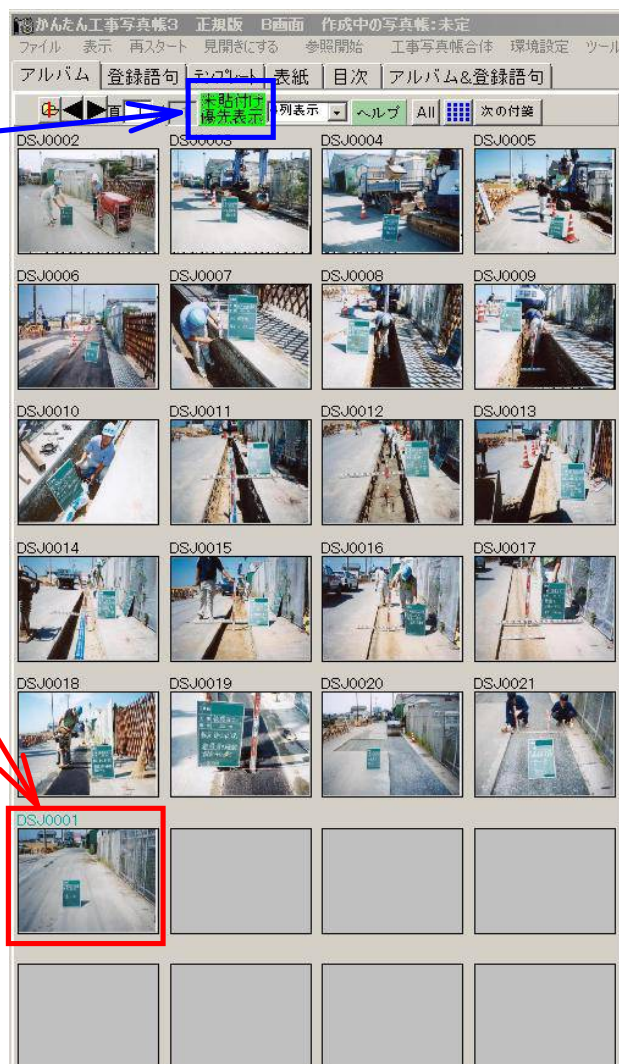 かんたん工事写真帳3 正規版 B画面 作成中の写真帳:未定
ファイル 表示 再スタート 見開きにする 参照開始 工事写真帳合体 環境設定 ツール
アルバム 登録語句 テンプレート 表紙 目次 アルバム&登録語句
頁 未貼付け優先表示 列表示 ヘルプ All 次の付箋
DSJ0002 DSJ0003 DSJ0004 DSJ0005
DSJ0006 DSJ0007 DSJ0008 DSJ0009
DSJ0010 DSJ0011 DSJ0012 DSJ0013
DSJ0014 DSJ0015 DSJ0016 DSJ0017
DSJ0018 DSJ0019 DSJ0020 DSJ0021
DSJ0001